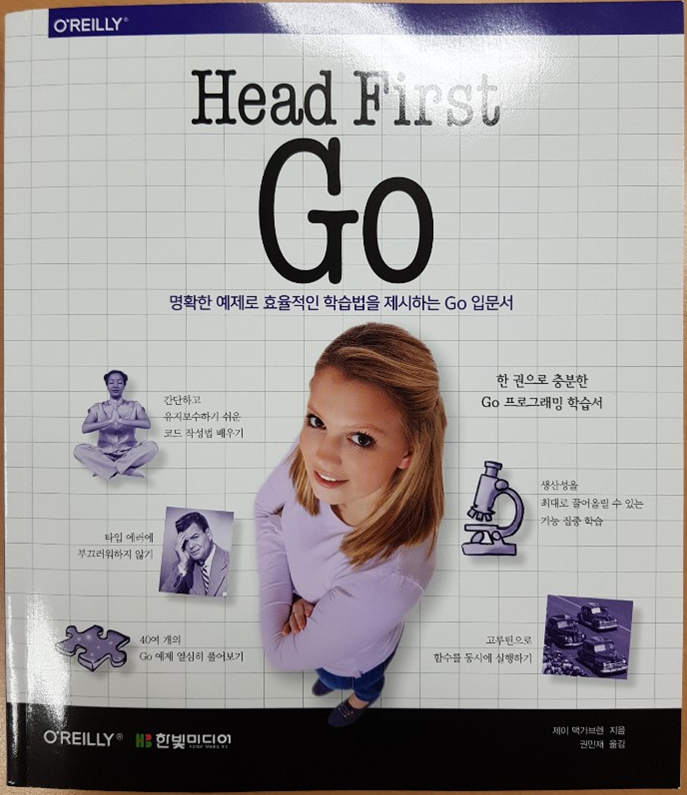 O'REILLY®
Head First
Go
명확한 예제로 효율적인 학습법을 제시하는 Go 입문서
한 권으로 충분한
Go 프로그래밍 학습서
간단하고
유지보수하기 쉬운
코드 작성법 배우기
생산성을
최대로 끌어올릴 수 있는
기능 집중 학습
타입 에러에
부끄러워하지 않기
40여 개의
Go 예제 열심히 풀어보기
고루틴으로
함수를 동시에 실행하기
제이 맥가브렌 지음
권민재 옮김
O'REILLY® 한빛미디어